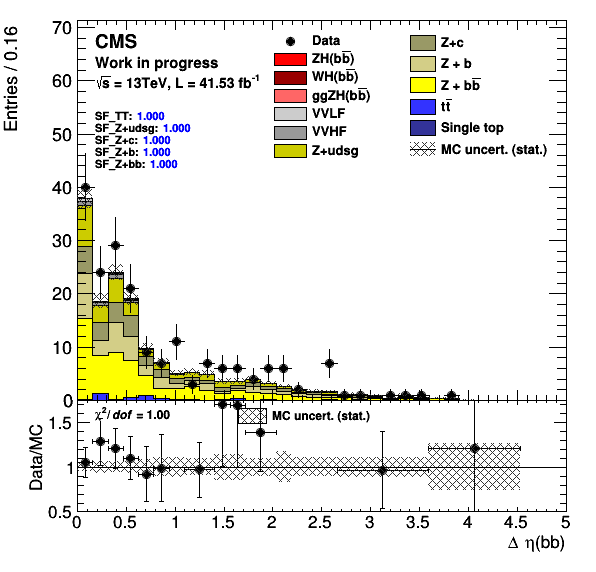 Entries / 0.16
70
60
50
40
30
20
10
0
CMS
Work in progress
√s = 13TeV, L = 41.53 fb⁻¹
SF_TT: 1.000
SF_Z+udsg: 1.000
SF_Z+c: 1.000
SF_Z+b: 1.000
SF_Z+bb: 1.000
Data
ZH(bb̅)
WH(bb̅)
ggZH(bb̅)
VVLF
VVHF
Z+udsg
Z+c
Z + b
Z + bb̅
tt̅
Single top
MC uncert. (stat.)
Data/MC
1.5
1
0.5
χ²/ dof = 1.00
MC uncert. (stat.)
0 0.5 1 1.5 2 2.5 3 3.5 4 4.5 5
Δ η(bb)